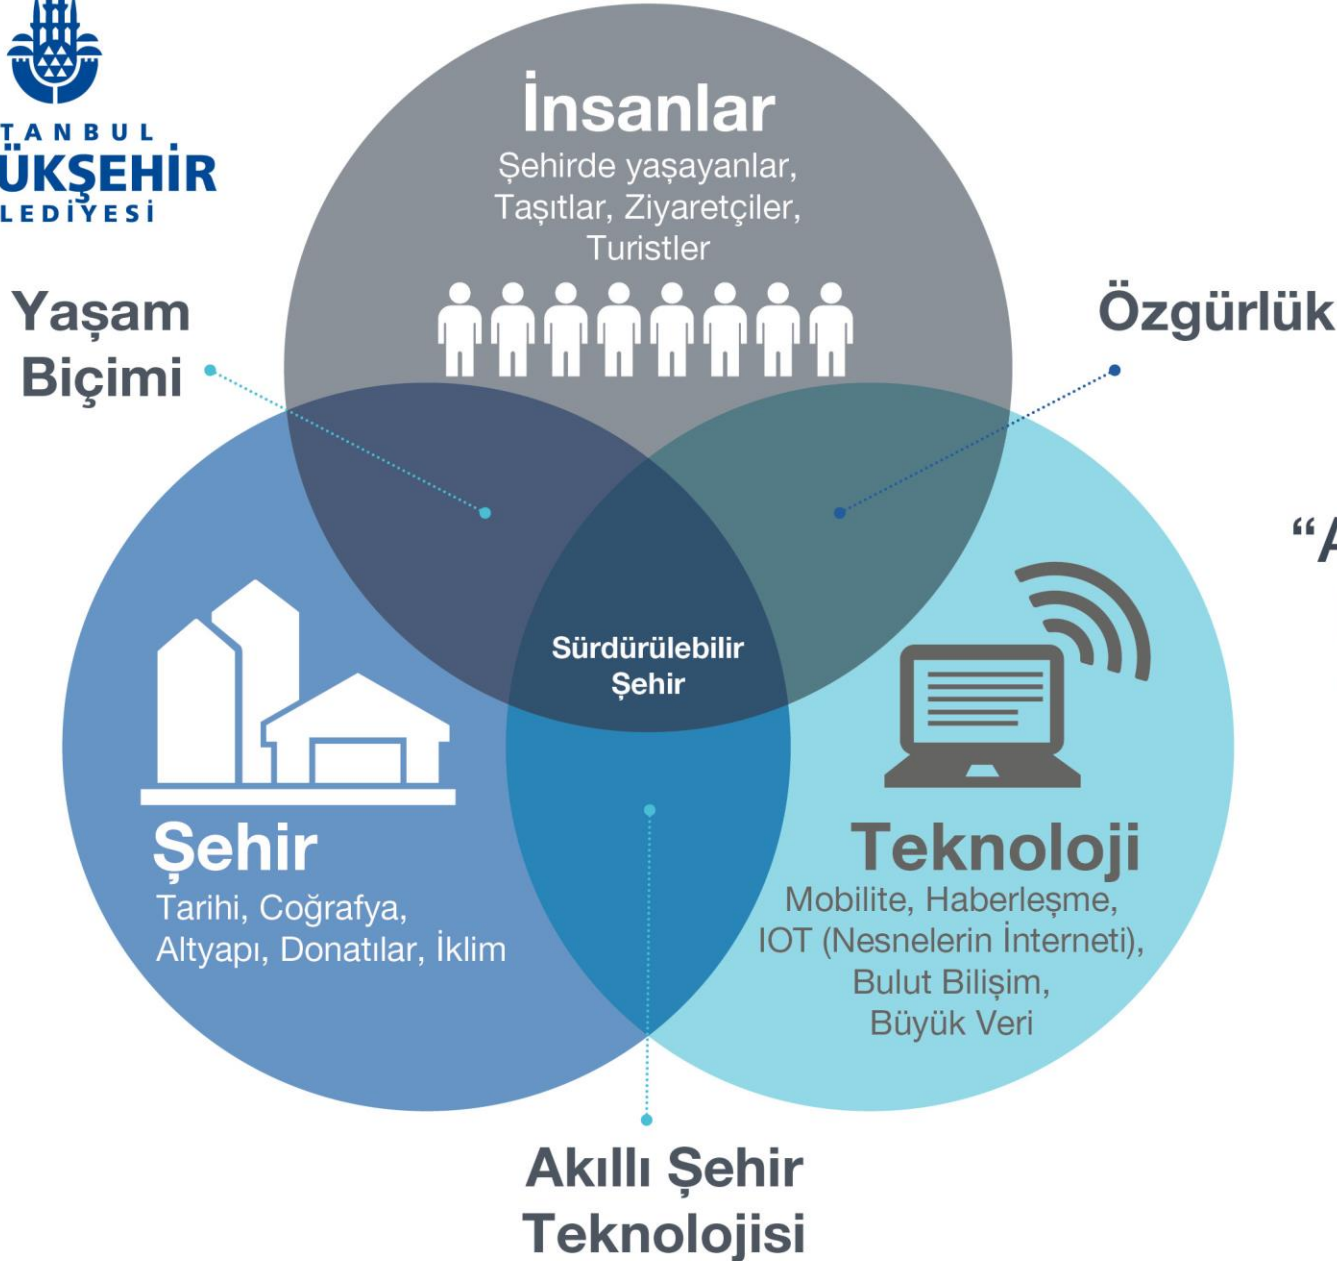 TANBUL
ÜKŞEHİR
LEDİYESİ
İnsanlar
Şehirde yaşayanlar,
Taşıtlar, Ziyaretçiler,
Turistler
Yaşam
Biçimi
Özgürlük
“A
Sürdürülebilir
Şehir
Şehir
Tarihi, Coğrafya,
Altyapı, Donatılar, İklim
Teknoloji
Mobilite, Haberleşme,
IOT (Nesnelerin İnterneti),
Bulut Bilişim,
Büyük Veri
Akıllı Şehir
Teknolojisi